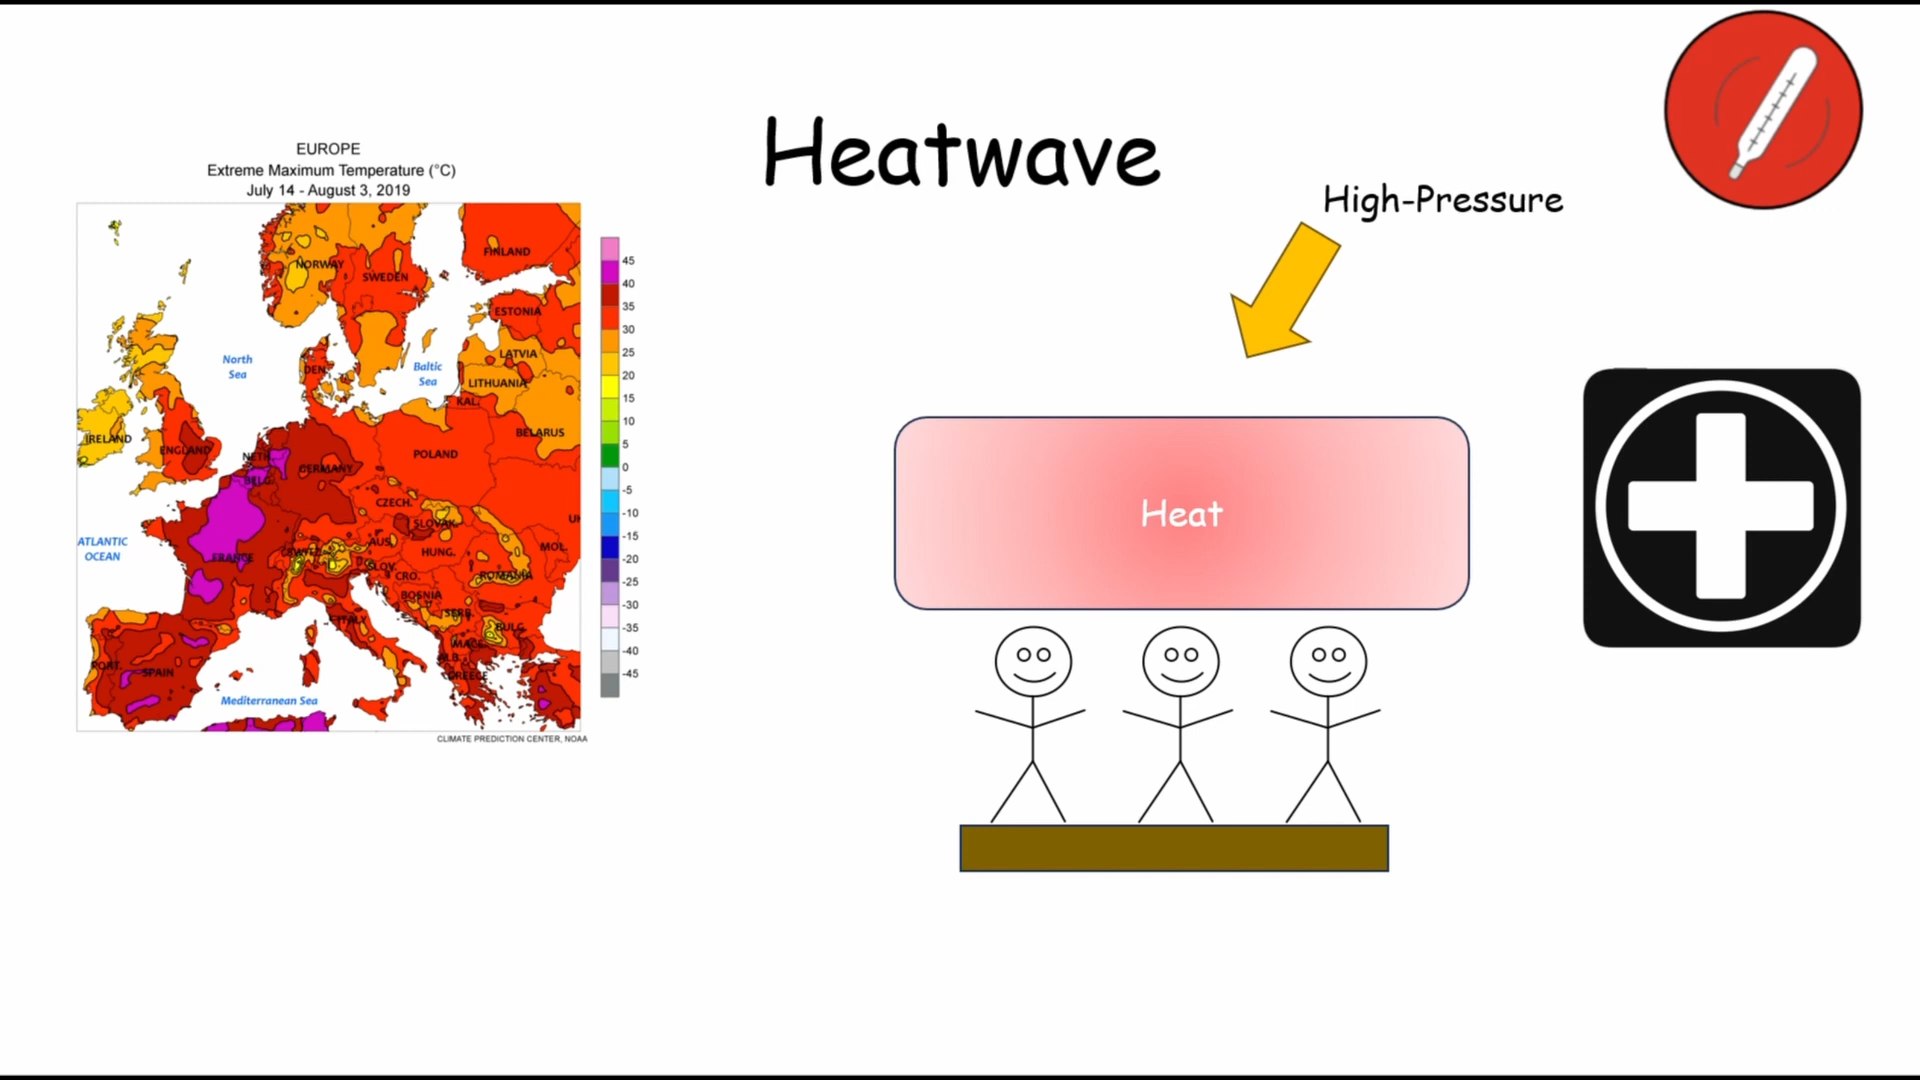 Heatwave
High-Pressure
Heat
EUROPE
Extreme Maximum Temperature (°C)
July 14 - August 3, 2019
NORWAY
SWEDEN
FINLAND
ESTONIA
LATVIA
LITHUANIA
KAL.
BELARUS
North
Sea
Baltic
Sea
DEN.
IRELAND
ENGLAND
NETH.
BELG.
GERMANY
POLAND
CZECH.
SLOVAK.
ATLANTIC
OCEAN
FRANCE
SWITZ.
AUS.
HUNG.
MOL.
SLOV.
CRO.
ROMANIA
BOSNIA
SERB.
ITALY
BULG.
MACE.
GREECE
PORT.
SPAIN
Mediterranean Sea
45
40
35
30
25
20
15
10
5
0
-5
-10
-15
-20
-25
-30
-35
-40
-45
CLIMATE PREDICTION CENTER, NOAA